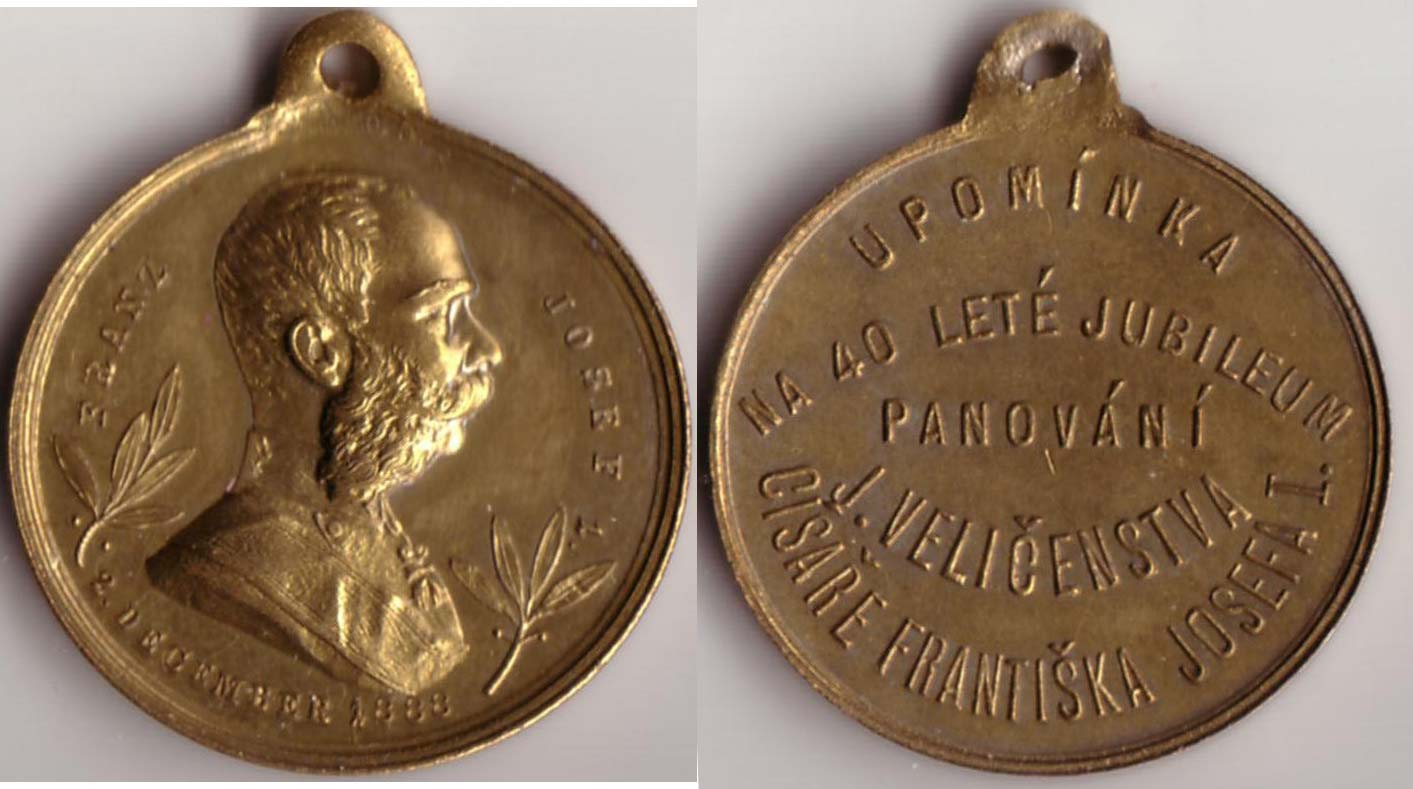 FRANZ JOSEF I.
2. DECEMBER 1888
UPOMÍNKA
NA 40 LETÉ JUBILEUM
PANOVÁNÍ
J. VELIČENSTVA
CÍSAŘE FRANTIŠKA JOSEFA I.